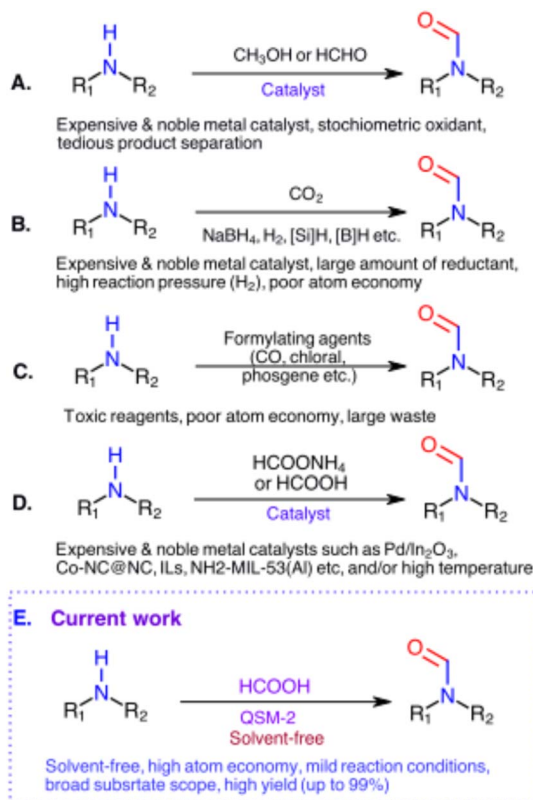 H
N
R1 R2
CH3OH or HCHO
Catalyst
O
N
R1 R2
A.
Expensive & noble metal catalyst, stochiometric oxidant,
tedious product separation
H
N
R1 R2
CO2
NaBH4, H2, [Si]H, [B]H etc.
O
N
R1 R2
B.
Expensive & noble metal catalyst, large amount of reductant,
high reaction pressure (H2), poor atom economy
H
N
R1 R2
Formylating agents
(CO, chloral,
phosgene etc.)
O
N
R1 R2
C.
Toxic reagents, poor atom economy, large waste
H
N
R1 R2
HCOONH4
or HCOOH
Catalyst
O
N
R1 R2
D.
Expensive & noble metal catalysts such as Pd/In2O3,
Co-NC@NC, ILs, NH2-MIL-53(Al) etc, and/or high temperature
E. Current work
H
N
R1 R2
HCOOH
QSM-2
Solvent-free
O
N
R1 R2
Solvent-free, high atom economy, mild reaction conditions,
broad subsrtate scope, high yield (up to 99%)